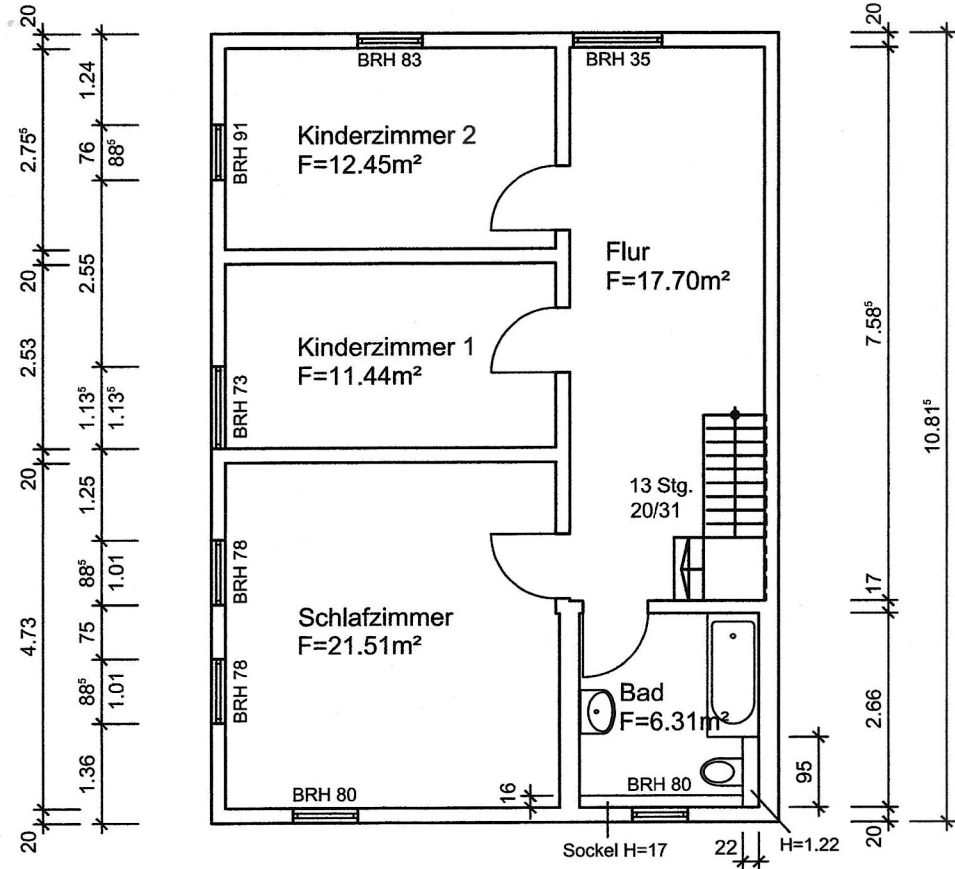 BRH 83
BRH 35
Kinderzimmer 2
F=12.45m²
BRH 91
Flur
F=17.70m²
Kinderzimmer 1
F=11.44m²
BRH 73
13 Stg.
20/31
BRH 78
Schlafzimmer
F=21.51m²
BRH 78
Bad
F=6.31m²
BRH 80
BRH 80
16
Sockel H=17
22
H=1.22
95
20
2.75⁵
20
2.53
20
4.73
20
1.24
76
88⁵
2.55
1.13⁵
1.13⁵
1.25
88⁵
1.01
75
88⁵
1.01
1.36
20
7.58⁵
17
2.66
20
10.81⁵